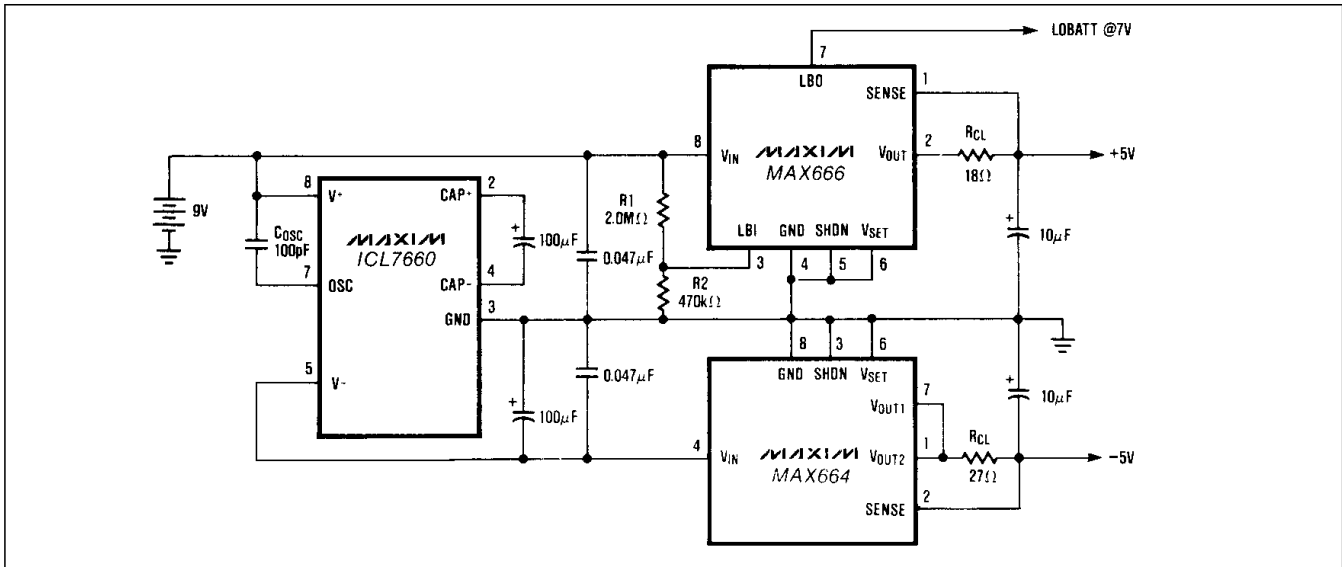 LOBATT @7V
7
LBO
SENSE
1
8
VIN
MAXIM
MAX666
VOUT
2
RCL
18Ω
+5V
9V
8
V+
CAP+
2
COSC
100pF
MAXIM
ICL7660
100μF
+
7
OSC
CAP-
4
GND
3
5
V-
0.047μF
R1
2.0MΩ
R2
470kΩ
LBI
GND
SHDN
VSET
3
4
5
6
+
10μF
0.047μF
+
100μF
8
3
6
GND
SHDN
VSET
VOUT1
7
4
VIN
MAXIM
MAX664
VOUT2
1
RCL
27Ω
SENSE
2
+
10μF
-5V